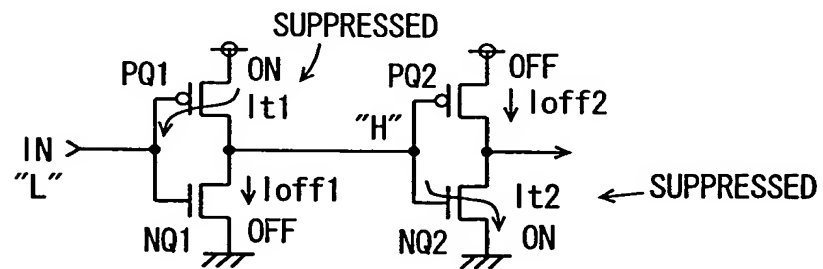 SUPPRESSED
PQ1
ON
It1
PQ2
OFF
Ioff2
"H"
IN
"L"
Ioff1
NQ1
OFF
It2
SUPPRESSED
NQ2
ON